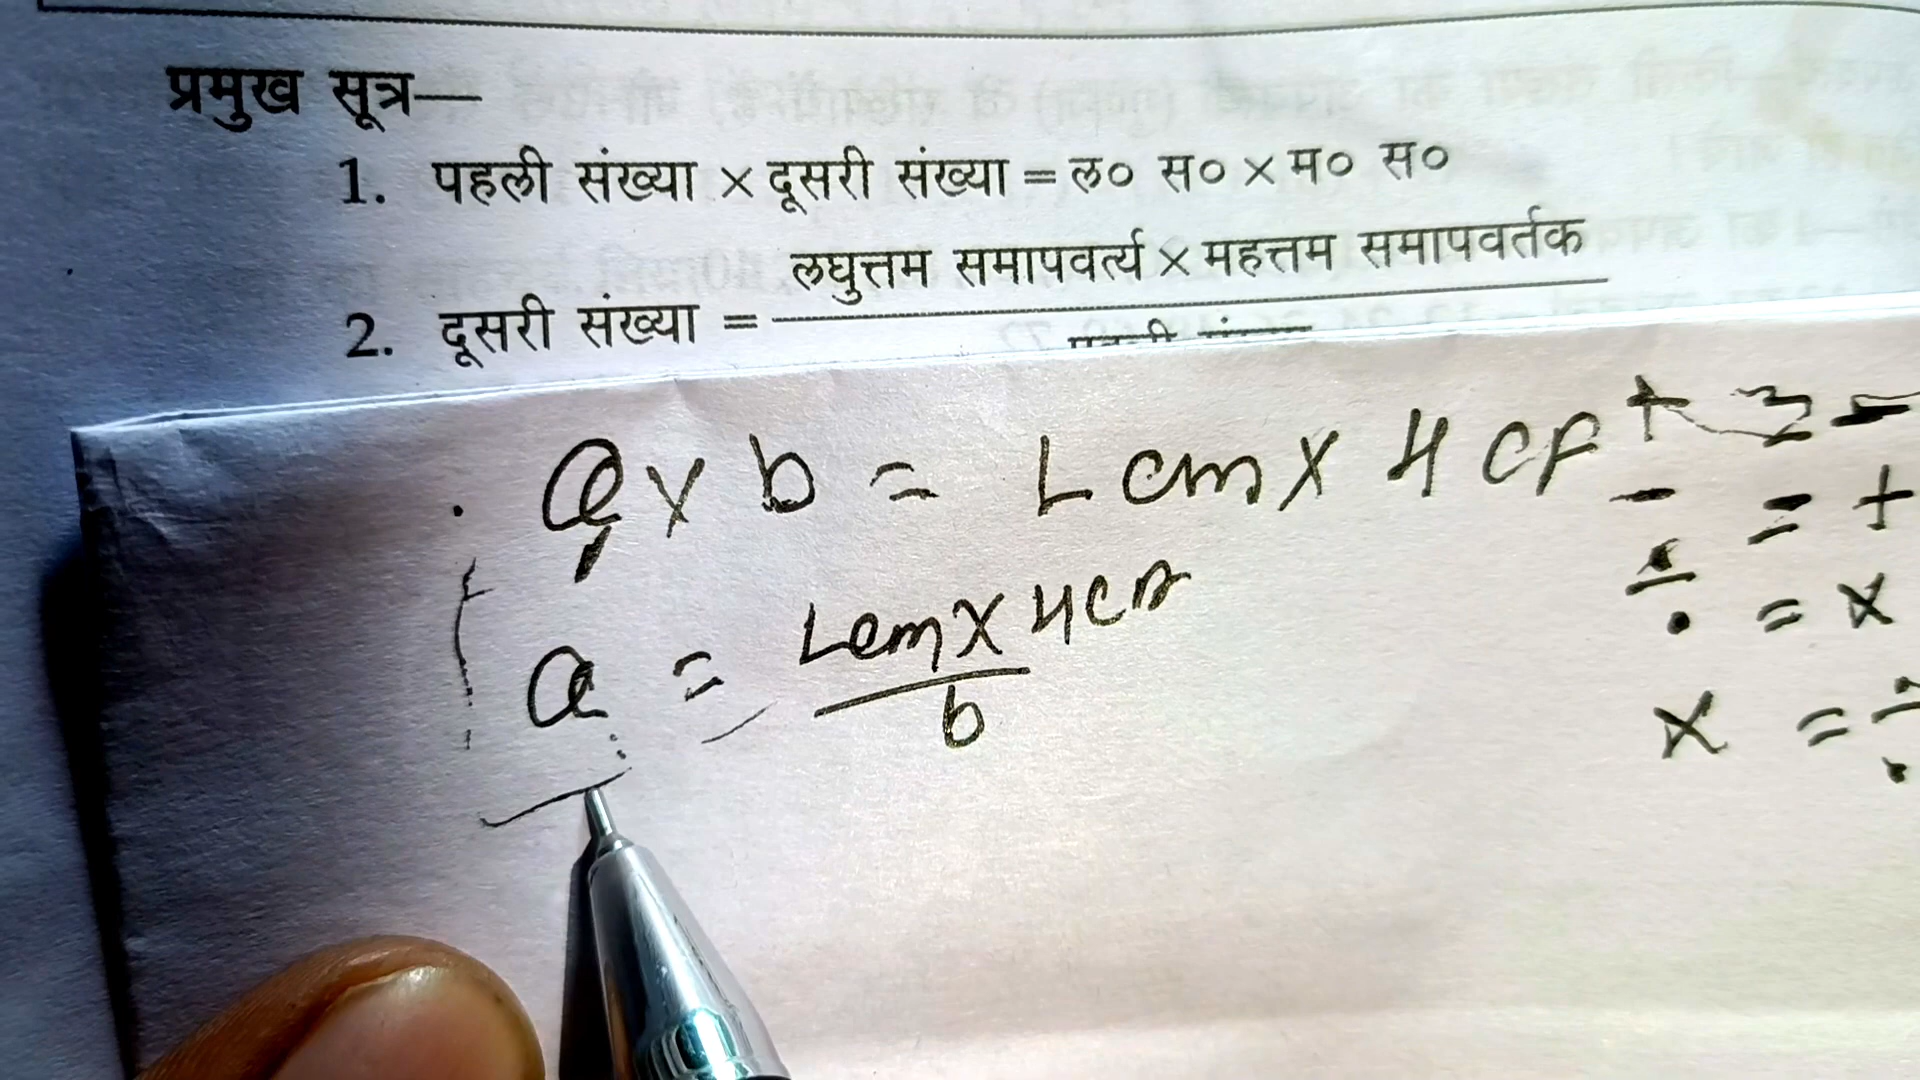 प्रमुख सूत्र—
1. पहली संख्या × दूसरी संख्या = ल० स० × म० स०
लघुत्तम समापवर्त्य × महत्तम समापवर्तक
2. दूसरी संख्या =
a × b = Lcm × HCF
a = Lcm × HCF
b
+ = -
- = +
÷ = ×
× = ÷